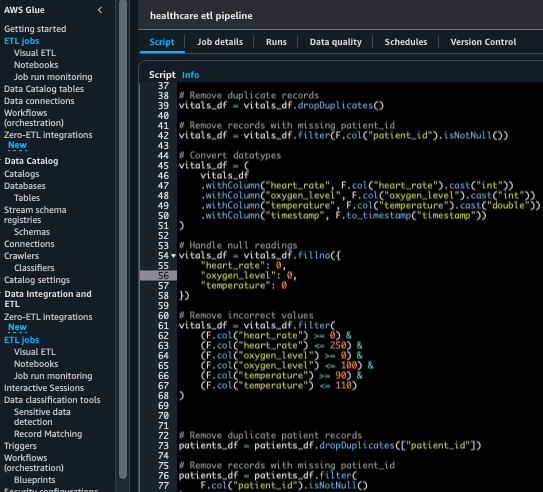 AWS Glue
Getting started
ETL jobs
Visual ETL
Notebooks
Job run monitoring
Data Catalog tables
Data connections
Workflows
(orchestration)
Zero-ETL integrations
New
Data Catalog
Catalogs
Databases
Tables
Stream schema
registries
Schemas
Connections
Crawlers
Classifiers
Catalog settings
Data Integration and
ETL
Zero-ETL integrations
New
ETL jobs
Visual ETL
Notebooks
Job run monitoring
Interactive Sessions
Data classification tools
Sensitive data
detection
Record Matching
Triggers
Workflows
(orchestration)
Blueprints
Security configurations
healthcare etl pipeline
Script Job details Runs Data quality Schedules Version Control
Script Info
37
38 # Remove duplicate records
39 vitals_df = vitals_df.dropDuplicates()
40
41 # Remove records with missing patient_id
42 vitals_df = vitals_df.filter(F.col("patient_id").isNotNull())
43
44 # Convert datatypes
45 vitals_df = (
46     vitals_df
47     .withColumn("heart_rate", F.col("heart_rate").cast("int"))
48     .withColumn("oxygen_level", F.col("oxygen_level").cast("int"))
49     .withColumn("temperature", F.col("temperature").cast("double"))
50     .withColumn("timestamp", F.to_timestamp("timestamp"))
51 )
52
53 # Handle null readings
54 vitals_df = vitals_df.fillna({
55     "heart_rate": 0,
56     "oxygen_level": 0,
57     "temperature": 0
58 })
59
60 # Remove incorrect values
61 vitals_df = vitals_df.filter(
62     (F.col("heart_rate") >= 0) &
63     (F.col("heart_rate") <= 250) &
64     (F.col("oxygen_level") >= 0) &
65     (F.col("oxygen_level") <= 100) &
66     (F.col("temperature") >= 90) &
67     (F.col("temperature") <= 110)
68 )
69
70
71
72 # Remove duplicate patient records
73 patients_df = patients_df.dropDuplicates(["patient_id"])
74
75 # Remove records with missing patient_id
76 patients_df = patients_df.filter(
77     F.col("patient_id").isNotNull()